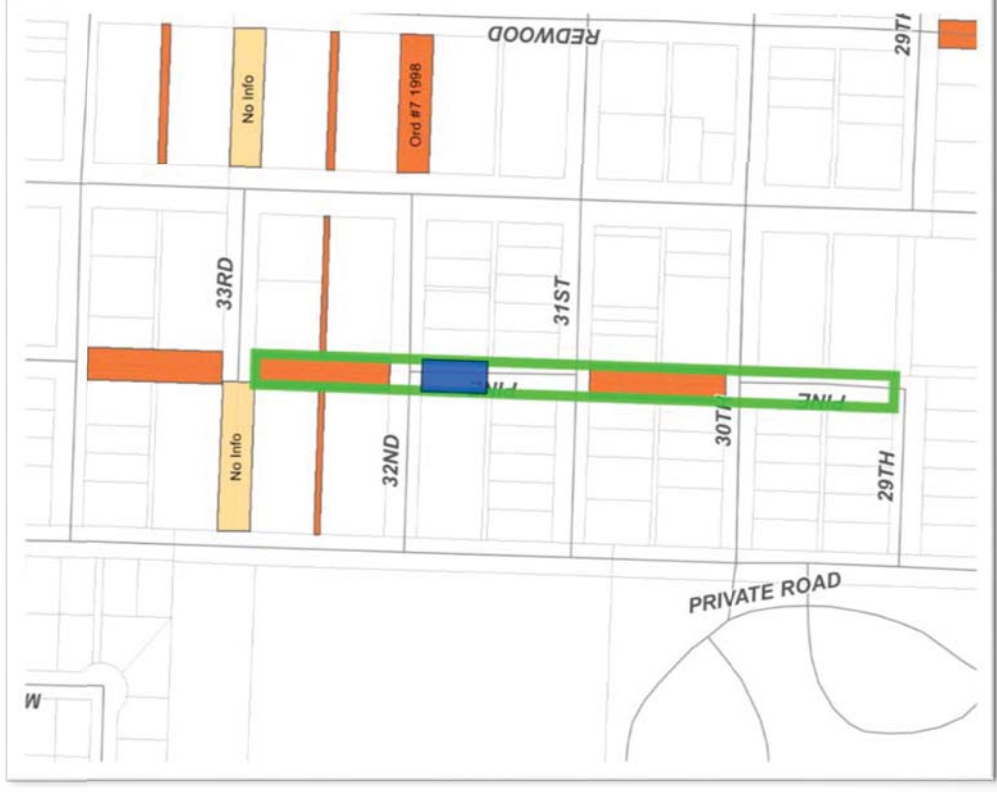 REDWOOD
29TH
No Info
Ord #7 1998
33RD
31ST
PINE
30TH
PINE
32ND
No Info
29TH
PRIVATE ROAD
M